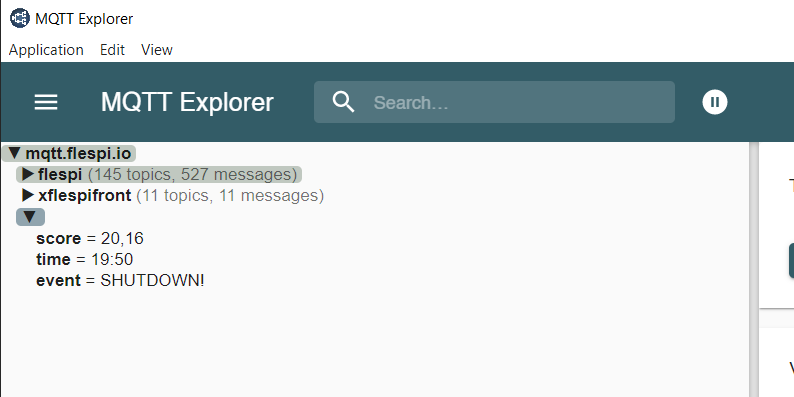 MQTT Explorer
Application Edit View
MQTT Explorer Search...
▼ mqtt.flespi.io
▶ flespi (145 topics, 527 messages)
▶ xflespifront (11 topics, 11 messages)
▼
score = 20,16
time = 19:50
event = SHUTDOWN!